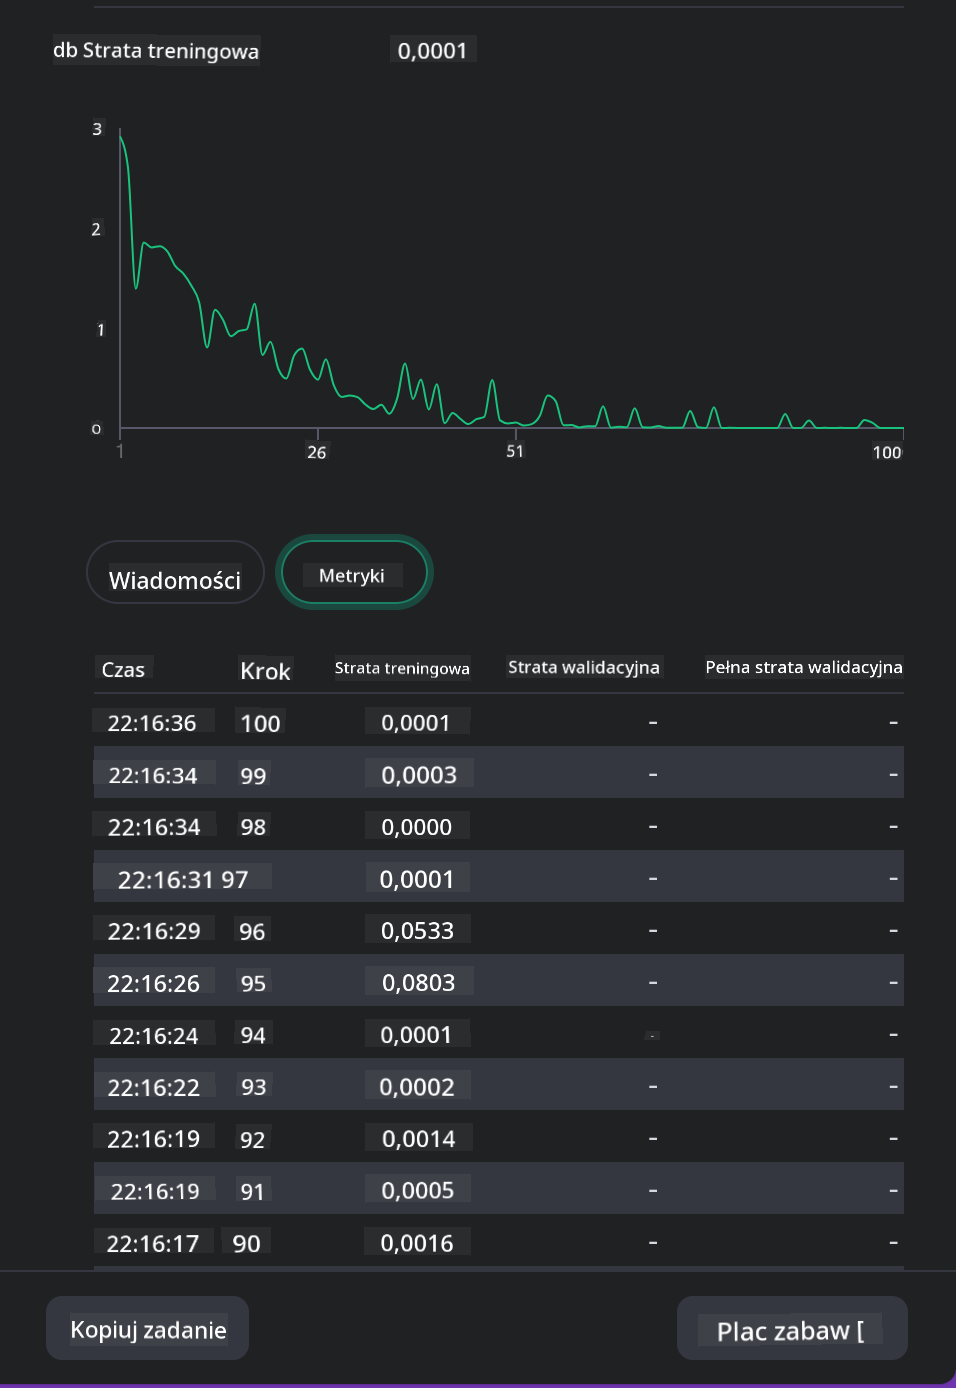 db Strata treningowa 0,0001
3
2
1
0
1 26 51 100
Wiadomości Metryki
Czas Krok Strata treningowa Strata walidacyjna Pełna strata walidacyjna
22:16:36 100 0,0001 – –
22:16:34 99 0,0003 – –
22:16:34 98 0,0000 – –
22:16:31 97 0,0001 – –
22:16:29 96 0,0533 – –
22:16:26 95 0,0803 – –
22:16:24 94 0,0001 - –
22:16:22 93 0,0002 – –
22:16:19 92 0,0014 – –
22:16:19 91 0,0005 – –
22:16:17 90 0,0016 – –
Kopiuj zadanie Plac zabaw [